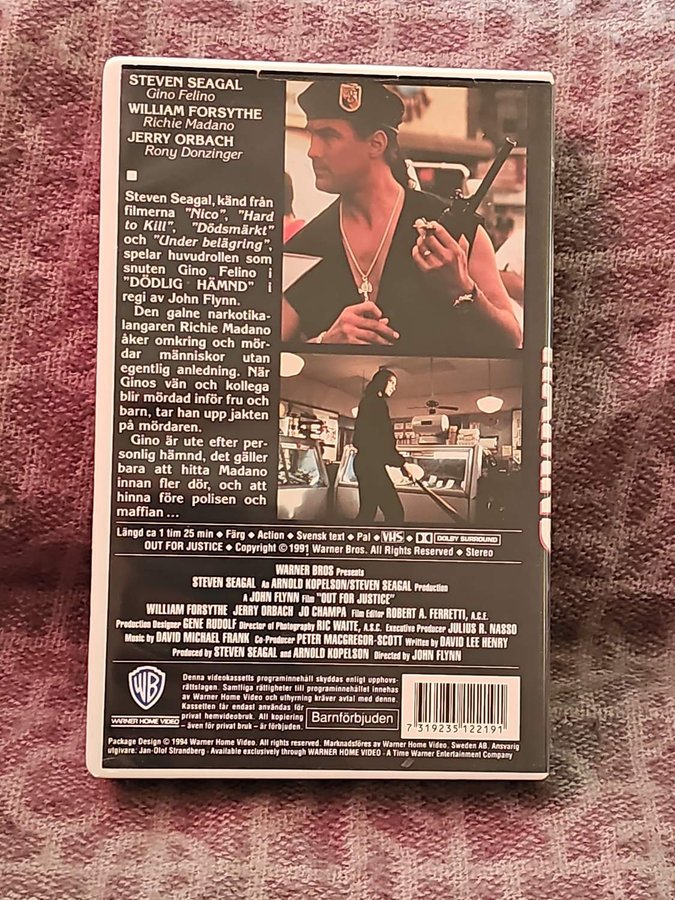 STEVEN SEAGAL
Gino Felino
WILLIAM FORSYTHE
Richie Madano
JERRY ORBACH
Rony Donzinger
Steven Seagal, känd från
filmerna "Nico", "Hard
to Kill", "Dödsmärkt"
och "Under belägring",
spelar huvudrollen som
snuten Gino Felino i
"DÖDLIG HÄMND" i
regi av John Flynn.
Den galne narkotika-
langaren Richie Madano
åker omkring och mör-
dar människor utan
egentlig anledning. När
Ginos vän och kollega
blir mördad inför fru och
barn, tar han upp jakten
på mördaren.
Gino är ute efter per-
sonlig hämnd, det gäller
bara att hitta Madano
innan fler dör, och att
hinna före polisen och
maffian ...
Längd ca 1 tim 25 min ◆ Färg ◆ Action ◆ Svensk text ◆ Pal ◆ VHS ◆ DOLBY SURROUND
OUT FOR JUSTICE ◆ Copyright © 1991 Warner Bros. All Rights Reserved ◆ Stereo
WARNER BROS Presents
STEVEN SEAGAL An ARNOLD KOPELSON/STEVEN SEAGAL Production
A JOHN FLYNN Film "OUT FOR JUSTICE"
WILLIAM FORSYTHE JERRY ORBACH JO CHAMPA Film Editor ROBERT A. FERRETTI, A.C.E.
Production Designer GENE RUDOLF Director of Photography RIC WAITE, A.S.C. Executive Producer JULIUS R. NASSO
Music by DAVID MICHAEL FRANK Co-Producer PETER MACGREGOR-SCOTT Written by DAVID LEE HENRY
Produced by STEVEN SEAGAL and ARNOLD KOPELSON Directed by JOHN FLYNN
WB
WARNER HOME VIDEO
Denna videokassetts programinnehåll skyddas enligt upphovs-
rättslagen. Samtliga rättigheter till programinnehållet innehas
av Warner Home Video och uthyrning kräver avtal med denne.
Kassetten får endast användas för
privat hemvideobruk. All kopiering
– även för privat bruk – är förbjuden.
Barnförbjuden
7 319235 122191
Package Design © 1994 Warner Home Video. All rights reserved. Marknadsföres av Warner Home Video, Sweden AB. Ansvarig
utgivare: Jan-Olof Strandberg · Available exclusively through WARNER HOME VIDEO · A Time Warner Entertainment Company